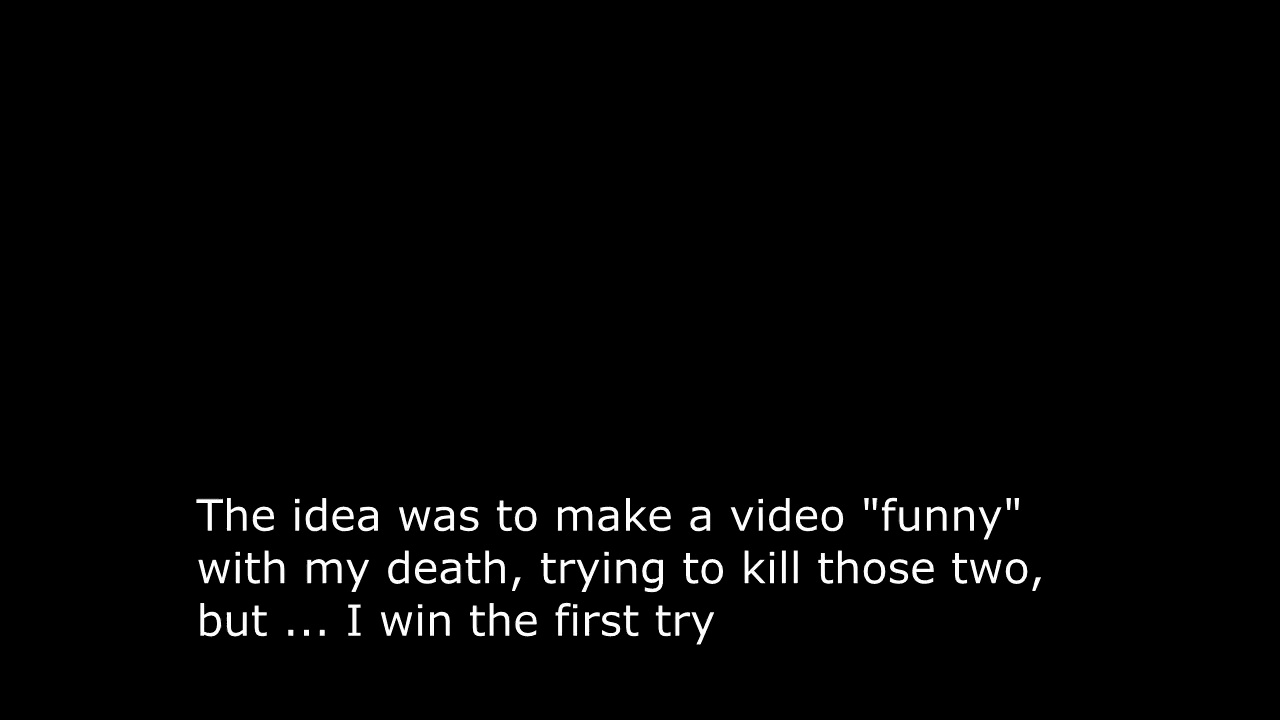 The idea was to make a video "funny"
with my death, trying to kill those two,
but ... I win the first try